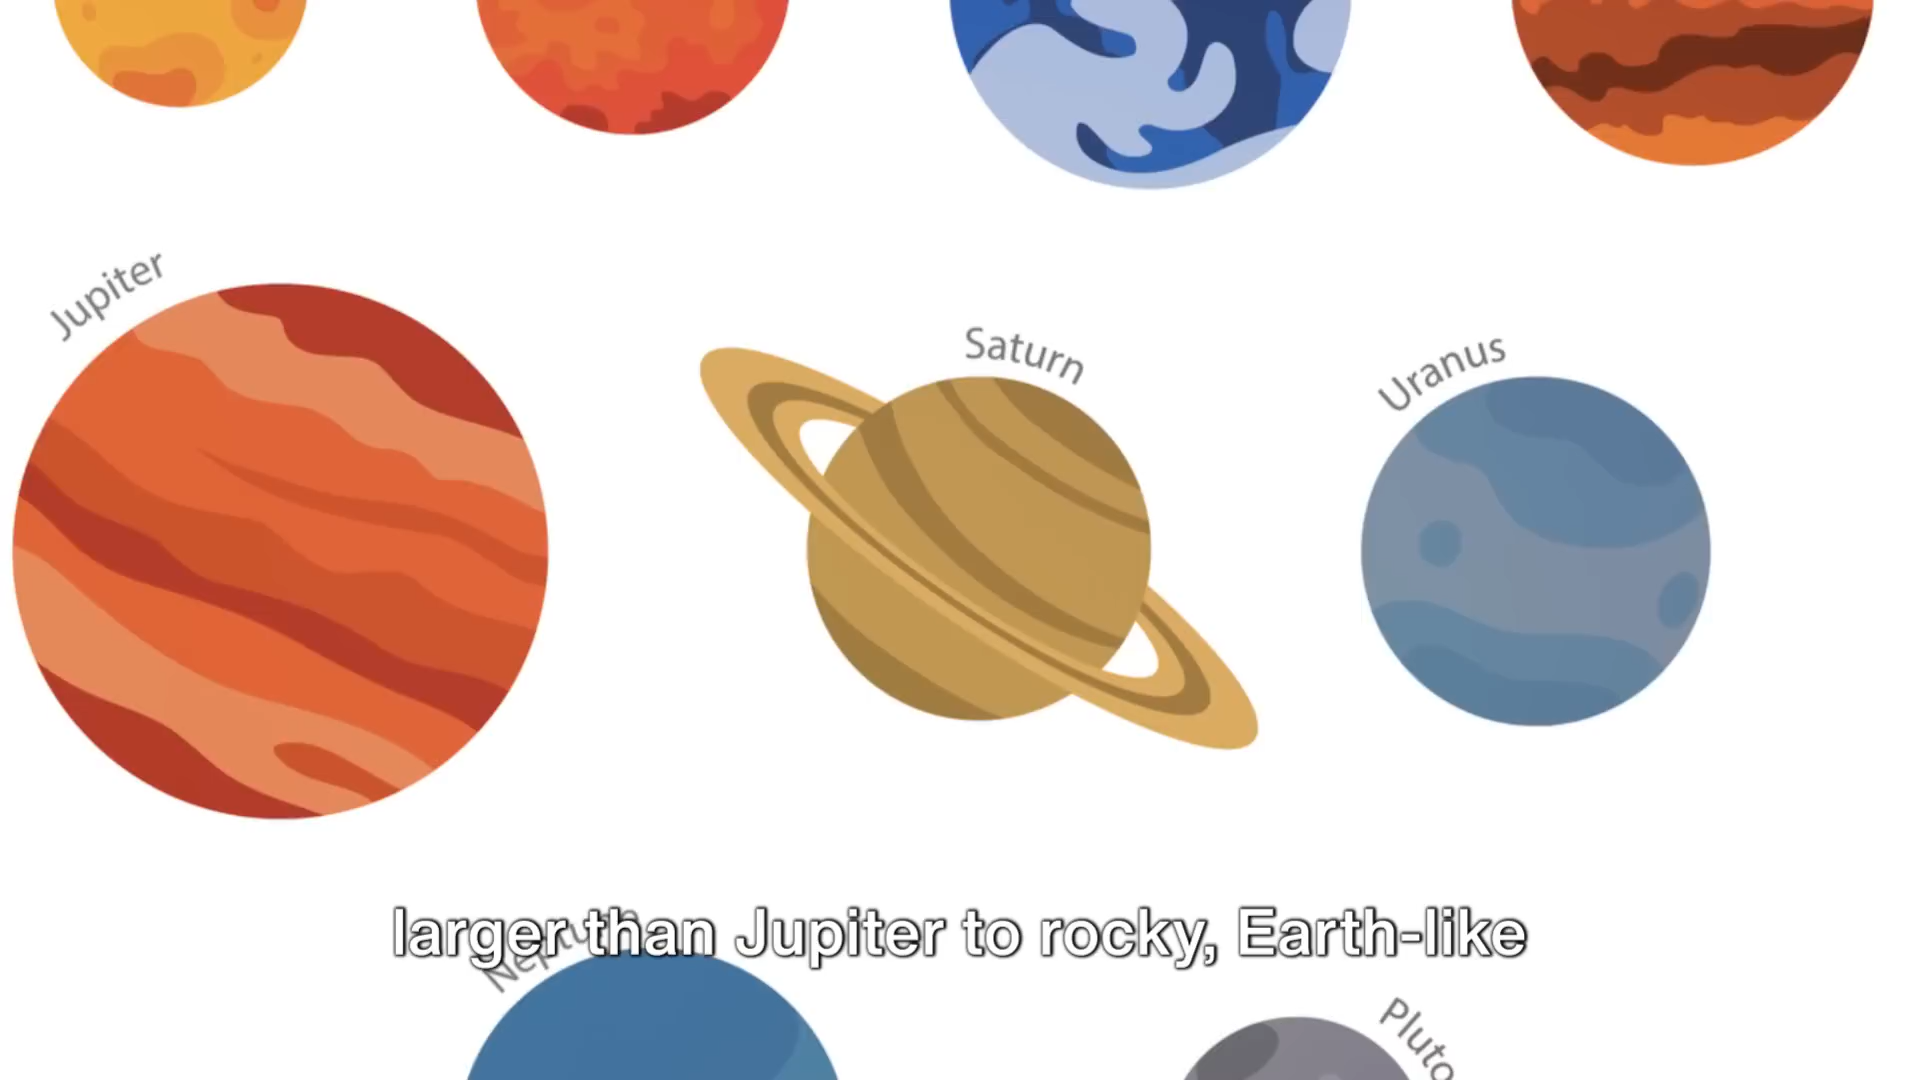 Jupiter
Saturn
Uranus
larger than Jupiter to rocky, Earth-like
Pluto